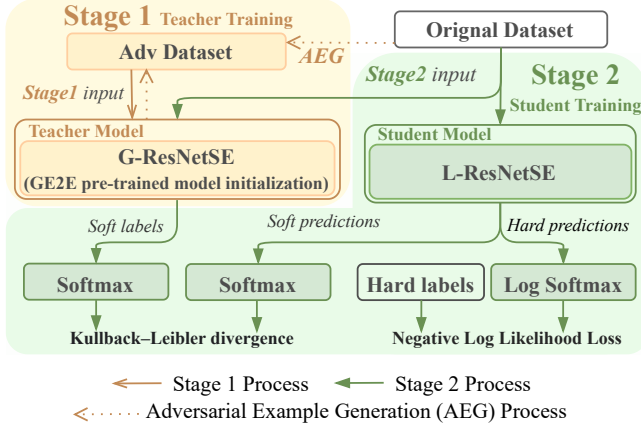 Stage 1 Teacher Training
Orignal Dataset
Adv Dataset
AEG
Stage 2
Stage1 input
Stage2 input
Student Training
Teacher Model
Student Model
G-ResNetSE
(GE2E pre-trained model initialization)
L-ResNetSE
Soft labels
Soft predictions
Hard predictions
Softmax
Softmax
Hard labels
Log Softmax
Kullback–Leibler divergence
Negative Log Likelihood Loss
Stage 1 Process
Stage 2 Process
Adversarial Example Generation (AEG) Process